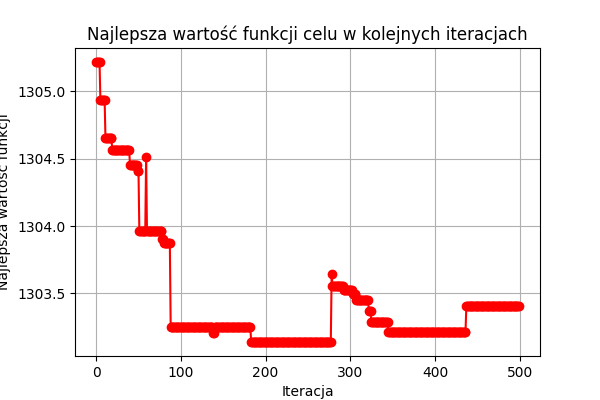 Najlepsza wartość funkcji celu w kolejnych iteracjach
Najlepsza wartość funkcji
1305.0
1304.5
1304.0
1303.5
0 100 200 300 400 500
Iteracja